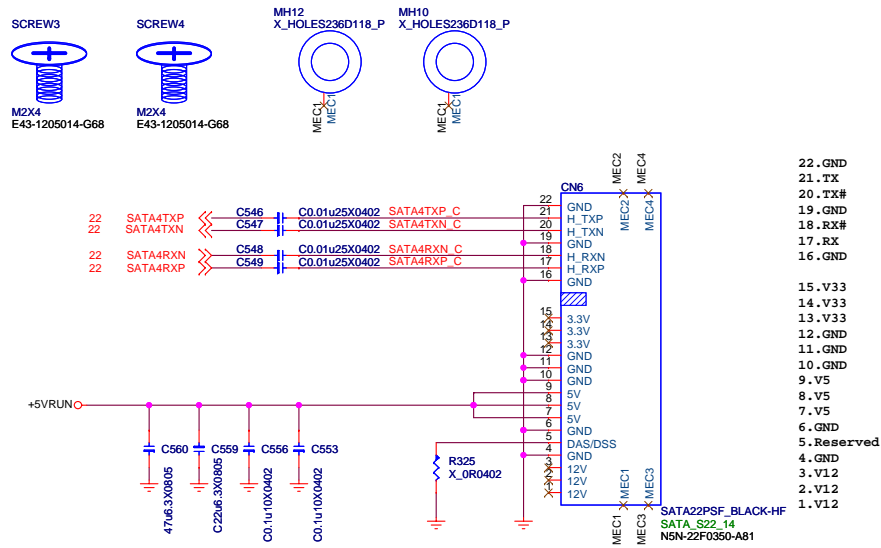 SCREW3
SCREW4
MH12
X_HOLES236D118_P
MH10
X_HOLES236D118_P
M2X4
E43-1205014-G68
M2X4
E43-1205014-G68
MEC1
MEC1
MEC1
MEC1
MEC2
MEC4
CN6
MEC2
MEC4
22 SATA4TXP C546 C0.01u25X0402 SATA4TXP_C
22 SATA4TXN C547 C0.01u25X0402 SATA4TXN_C
22 SATA4RXN C548 C0.01u25X0402 SATA4RXN_C
22 SATA4RXP C549 C0.01u25X0402 SATA4RXP_C
22 GND
21 H_TXP
20 H_TXN
19 GND
18 H_RXN
17 H_RXP
16 GND
15 3.3V
14 3.3V
13 3.3V
12 GND
11 GND
10 GND
9 5V
8 5V
7 5V
6 GND
5 DAS/DSS
4 GND
3 12V
2 12V
1 12V
MEC1
MEC3
MEC1
MEC3
SATA22PSF_BLACK-HF
SATA_S22_14
N5N-22F0350-A81
+5VRUN
C560
47u6.3X0805
C559
C22u6.3X0805
C556
C0.1u10X0402
C553
C0.1u10X0402
R325
X_0R0402
22.GND
21.TX
20.TX#
19.GND
18.RX#
17.RX
16.GND
15.V33
14.V33
13.V33
12.GND
11.GND
10.GND
9.V5
8.V5
7.V5
6.GND
5.Reserved
4.GND
3.V12
2.V12
1.V12